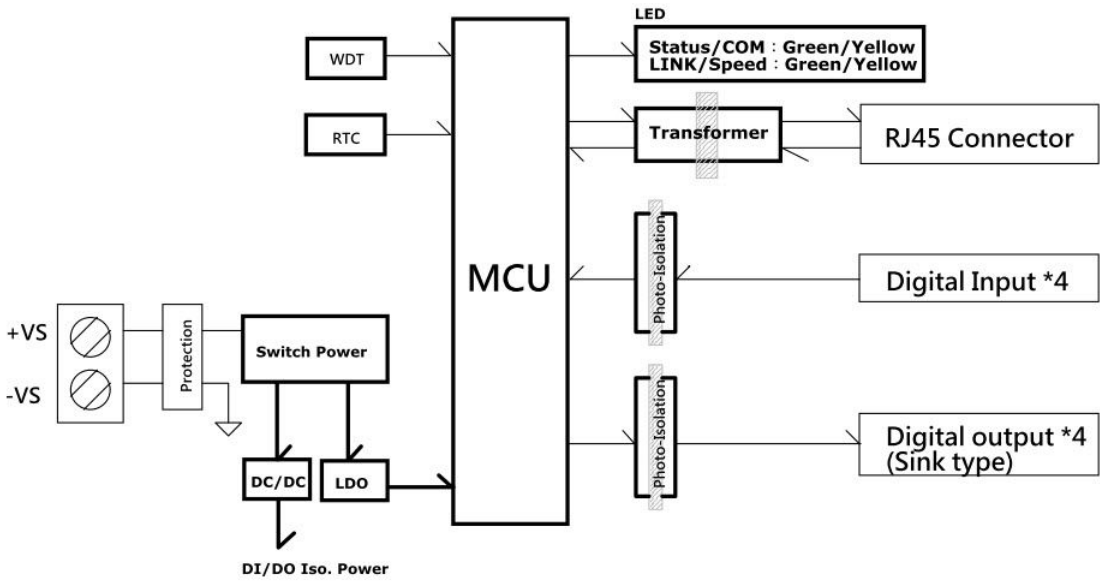 LED
Status/COM：Green/Yellow
LINK/Speed：Green/Yellow
WDT
RTC
Transformer
RJ45 Connector
MCU
Photo-Isolation
Digital Input *4
+VS
-VS
Protection
Switch Power
Photo-Isolation
Digital output *4
(Sink type)
DC/DC
LDO
DI/DO Iso. Power